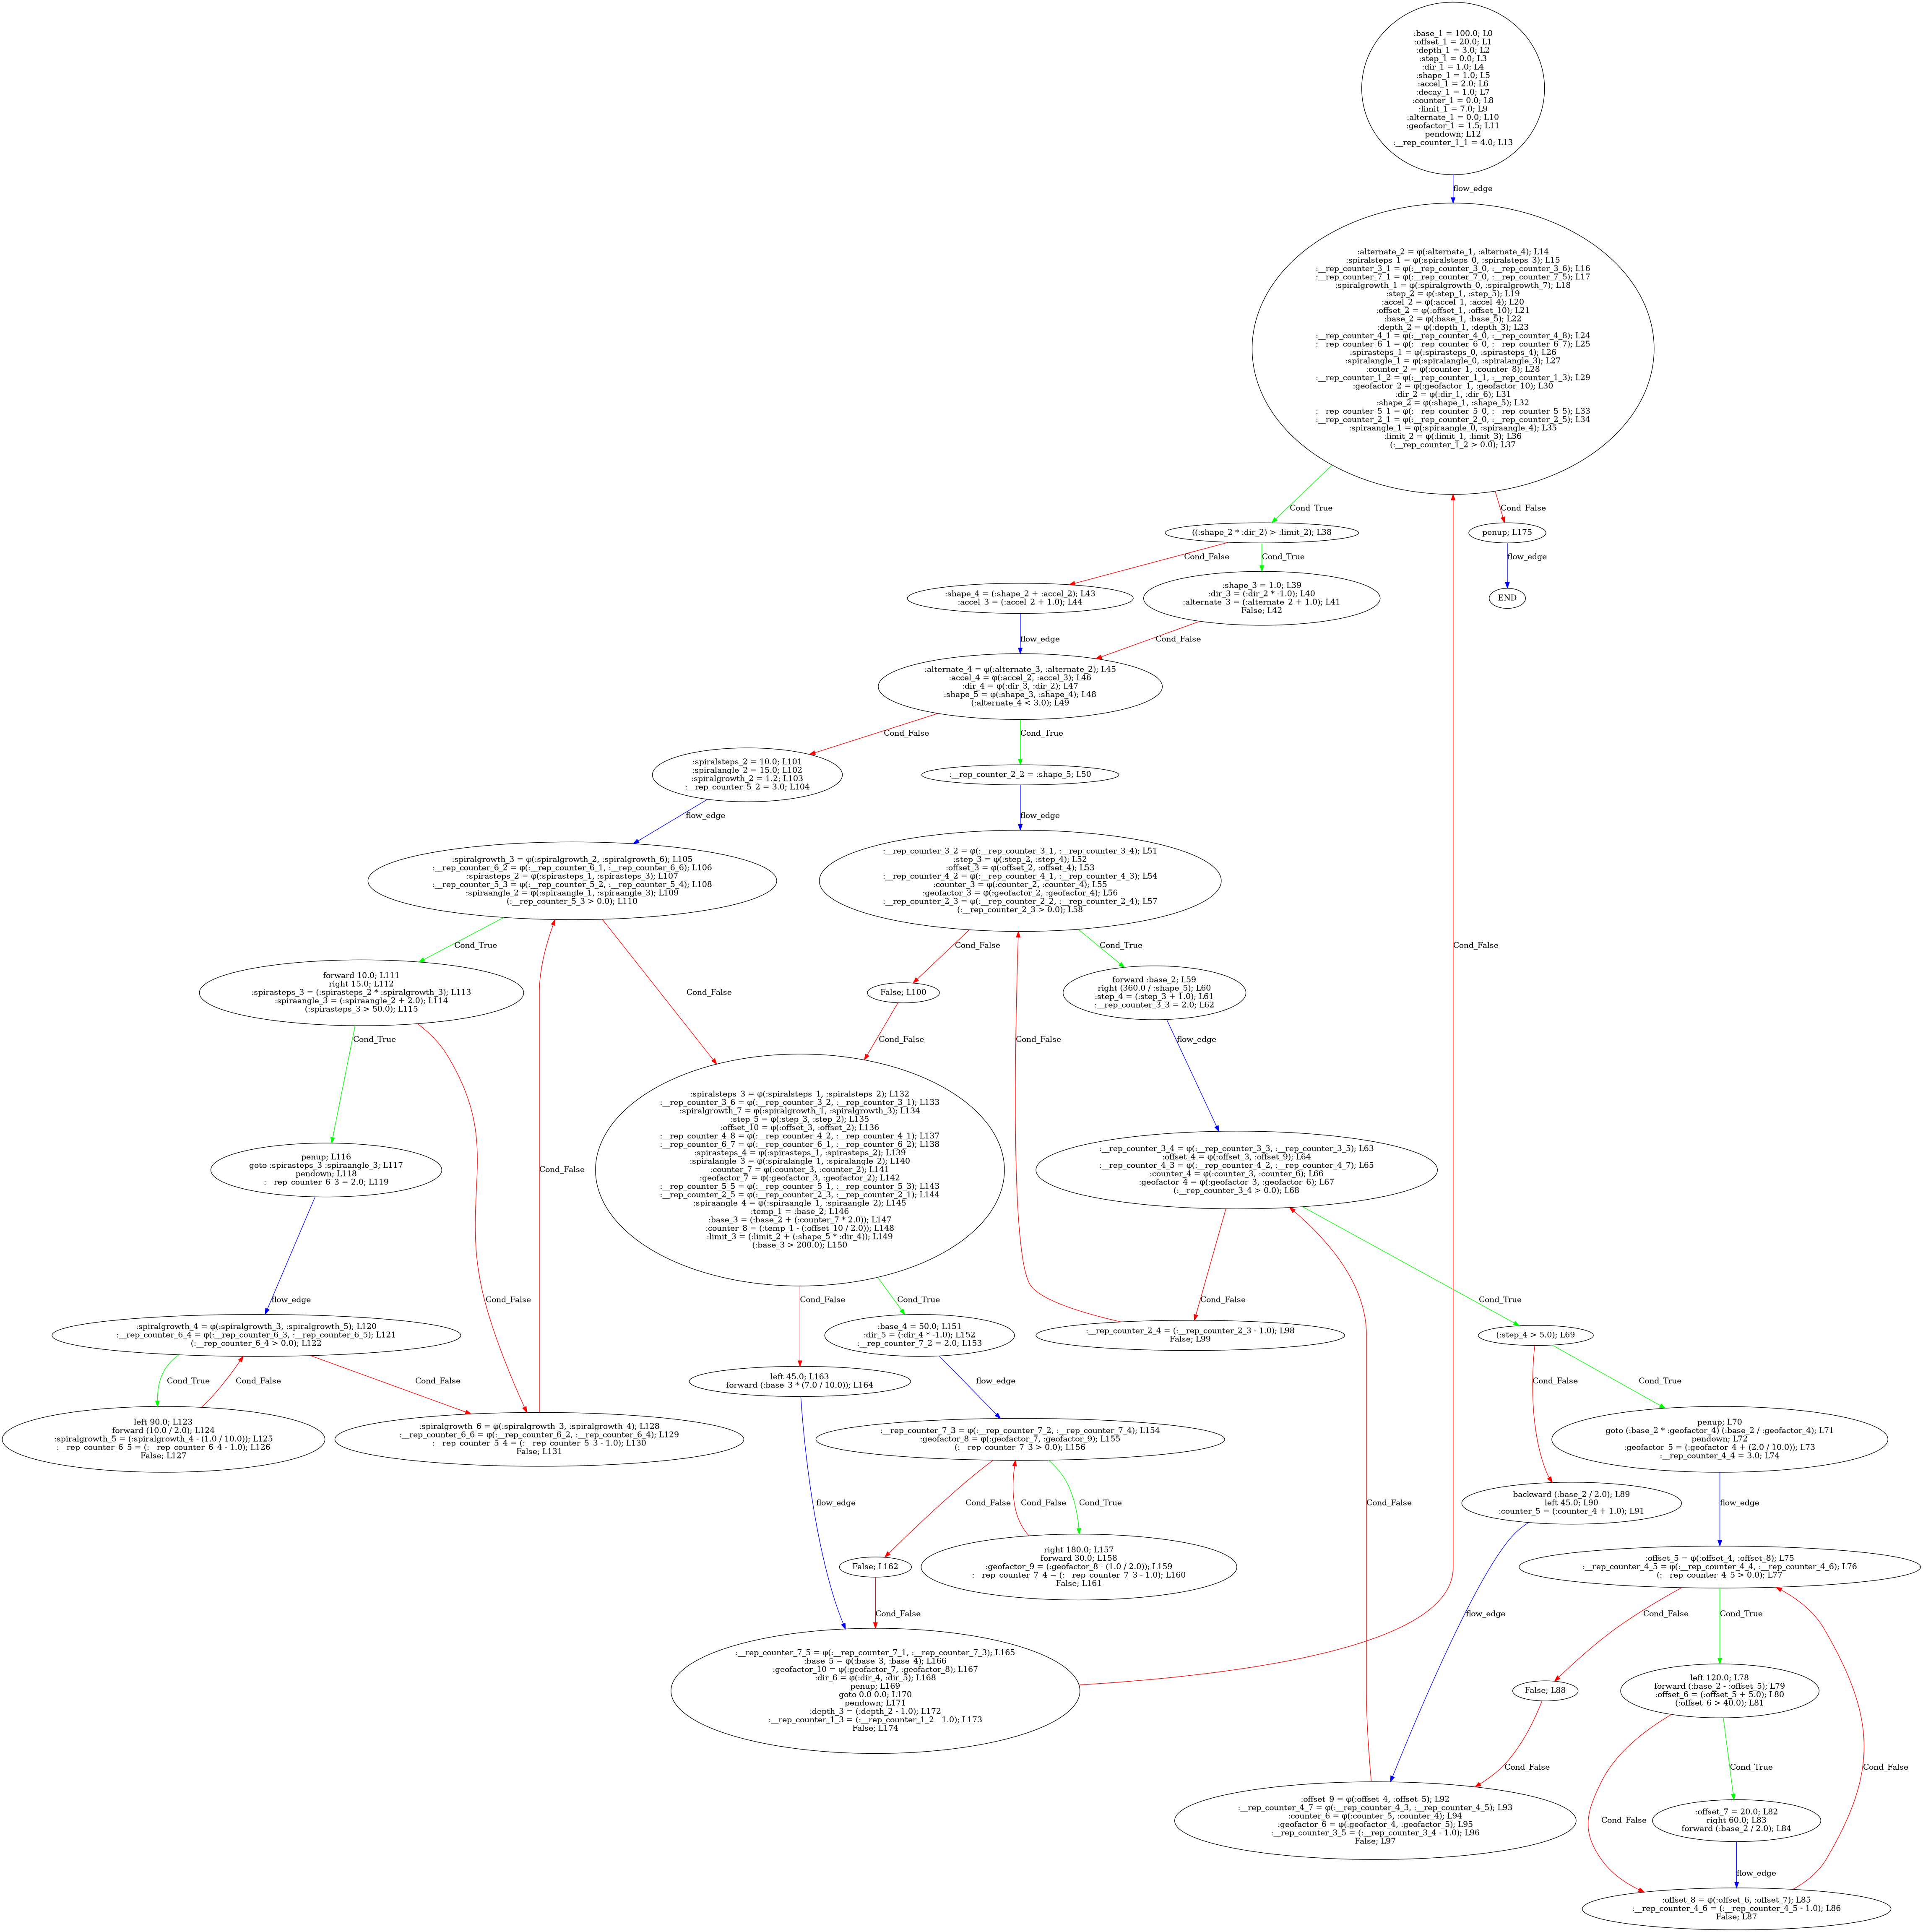 :base_1 = 100.0; L0
:offset_1 = 20.0; L1
:depth_1 = 3.0; L2
:step_1 = 0.0; L3
:dir_1 = 1.0; L4
:shape_1 = 1.0; L5
:accel_1 = 2.0; L6
:decay_1 = 1.0; L7
:counter_1 = 0.0; L8
:limit_1 = 7.0; L9
:alternate_1 = 0.0; L10
:geofactor_1 = 1.5; L11
pendown; L12
:__rep_counter_1_1 = 4.0; L13
flow_edge
:alternate_2 = φ(:alternate_1, :alternate_4); L14
:spiralsteps_1 = φ(:spiralsteps_0, :spiralsteps_3); L15
:__rep_counter_3_1 = φ(:__rep_counter_3_0, :__rep_counter_3_6); L16
:__rep_counter_7_1 = φ(:__rep_counter_7_0, :__rep_counter_7_5); L17
:spiralgrowth_1 = φ(:spiralgrowth_0, :spiralgrowth_7); L18
:step_2 = φ(:step_1, :step_5); L19
:accel_2 = φ(:accel_1, :accel_4); L20
:offset_2 = φ(:offset_1, :offset_10); L21
:base_2 = φ(:base_1, :base_5); L22
:depth_2 = φ(:depth_1, :depth_3); L23
:__rep_counter_4_1 = φ(:__rep_counter_4_0, :__rep_counter_4_8); L24
:__rep_counter_6_1 = φ(:__rep_counter_6_0, :__rep_counter_6_7); L25
:spirasteps_1 = φ(:spirasteps_0, :spirasteps_4); L26
:spiralangle_1 = φ(:spiralangle_0, :spiralangle_3); L27
:counter_2 = φ(:counter_1, :counter_8); L28
:__rep_counter_1_2 = φ(:__rep_counter_1_1, :__rep_counter_1_3); L29
:geofactor_2 = φ(:geofactor_1, :geofactor_10); L30
:dir_2 = φ(:dir_1, :dir_6); L31
:shape_2 = φ(:shape_1, :shape_5); L32
:__rep_counter_5_1 = φ(:__rep_counter_5_0, :__rep_counter_5_5); L33
:__rep_counter_2_1 = φ(:__rep_counter_2_0, :__rep_counter_2_5); L34
:spiraangle_1 = φ(:spiraangle_0, :spiraangle_4); L35
:limit_2 = φ(:limit_1, :limit_3); L36
(:__rep_counter_1_2 > 0.0); L37
Cond_True
Cond_False
((:shape_2 * :dir_2) > :limit_2); L38
penup; L175
Cond_False
Cond_True
flow_edge
:shape_4 = (:shape_2 + :accel_2); L43
:accel_3 = (:accel_2 + 1.0); L44
:shape_3 = 1.0; L39
:dir_3 = (:dir_2 * -1.0); L40
:alternate_3 = (:alternate_2 + 1.0); L41
False; L42
END
flow_edge
Cond_False
:alternate_4 = φ(:alternate_3, :alternate_2); L45
:accel_4 = φ(:accel_2, :accel_3); L46
:dir_4 = φ(:dir_3, :dir_2); L47
:shape_5 = φ(:shape_3, :shape_4); L48
(:alternate_4 < 3.0); L49
Cond_False
Cond_True
:spiralsteps_2 = 10.0; L101
:spiralangle_2 = 15.0; L102
:spiralgrowth_2 = 1.2; L103
:__rep_counter_5_2 = 3.0; L104
:__rep_counter_2_2 = :shape_5; L50
flow_edge
flow_edge
:spiralgrowth_3 = φ(:spiralgrowth_2, :spiralgrowth_6); L105
:__rep_counter_6_2 = φ(:__rep_counter_6_1, :__rep_counter_6_6); L106
:spirasteps_2 = φ(:spirasteps_1, :spirasteps_3); L107
:__rep_counter_5_3 = φ(:__rep_counter_5_2, :__rep_counter_5_4); L108
:spiraangle_2 = φ(:spiraangle_1, :spiraangle_3); L109
(:__rep_counter_5_3 > 0.0); L110
:__rep_counter_3_2 = φ(:__rep_counter_3_1, :__rep_counter_3_4); L51
:step_3 = φ(:step_2, :step_4); L52
:offset_3 = φ(:offset_2, :offset_4); L53
:__rep_counter_4_2 = φ(:__rep_counter_4_1, :__rep_counter_4_3); L54
:counter_3 = φ(:counter_2, :counter_4); L55
:geofactor_3 = φ(:geofactor_2, :geofactor_4); L56
:__rep_counter_2_3 = φ(:__rep_counter_2_2, :__rep_counter_2_4); L57
(:__rep_counter_2_3 > 0.0); L58
Cond_True
Cond_False
Cond_True
Cond_False
forward 10.0; L111
right 15.0; L112
:spirasteps_3 = (:spirasteps_2 * :spiralgrowth_3); L113
:spiraangle_3 = (:spiraangle_2 + 2.0); L114
(:spirasteps_3 > 50.0); L115
Cond_False
False; L100
forward :base_2; L59
right (360.0 / :shape_5); L60
:step_4 = (:step_3 + 1.0); L61
:__rep_counter_3_3 = 2.0; L62
Cond_True
Cond_False
Cond_False
flow_edge
penup; L116
goto :spirasteps_3 :spiraangle_3; L117
pendown; L118
:__rep_counter_6_3 = 2.0; L119
Cond_False
:spiralsteps_3 = φ(:spiralsteps_1, :spiralsteps_2); L132
:__rep_counter_3_6 = φ(:__rep_counter_3_2, :__rep_counter_3_1); L133
:spiralgrowth_7 = φ(:spiralgrowth_1, :spiralgrowth_3); L134
:step_5 = φ(:step_3, :step_2); L135
:offset_10 = φ(:offset_3, :offset_2); L136
:__rep_counter_4_8 = φ(:__rep_counter_4_2, :__rep_counter_4_1); L137
:__rep_counter_6_7 = φ(:__rep_counter_6_1, :__rep_counter_6_2); L138
:spirasteps_4 = φ(:spirasteps_1, :spirasteps_2); L139
:spiralangle_3 = φ(:spiralangle_1, :spiralangle_2); L140
:counter_7 = φ(:counter_3, :counter_2); L141
:geofactor_7 = φ(:geofactor_3, :geofactor_2); L142
:__rep_counter_5_5 = φ(:__rep_counter_5_1, :__rep_counter_5_3); L143
:__rep_counter_2_5 = φ(:__rep_counter_2_3, :__rep_counter_2_1); L144
:spiraangle_4 = φ(:spiraangle_1, :spiraangle_2); L145
:temp_1 = :base_2; L146
:base_3 = (:base_2 + (:counter_7 * 2.0)); L147
:counter_8 = (:temp_1 - (:offset_10 / 2.0)); L148
:limit_3 = (:limit_2 + (:shape_5 * :dir_4)); L149
(:base_3 > 200.0); L150
:__rep_counter_3_4 = φ(:__rep_counter_3_3, :__rep_counter_3_5); L63
:offset_4 = φ(:offset_3, :offset_9); L64
:__rep_counter_4_3 = φ(:__rep_counter_4_2, :__rep_counter_4_7); L65
:counter_4 = φ(:counter_3, :counter_6); L66
:geofactor_4 = φ(:geofactor_3, :geofactor_6); L67
(:__rep_counter_3_4 > 0.0); L68
flow_edge
Cond_False
Cond_False
Cond_True
Cond_False
Cond_True
:spiralgrowth_4 = φ(:spiralgrowth_3, :spiralgrowth_5); L120
:__rep_counter_6_4 = φ(:__rep_counter_6_3, :__rep_counter_6_5); L121
(:__rep_counter_6_4 > 0.0); L122
:base_4 = 50.0; L151
:dir_5 = (:dir_4 * -1.0); L152
:__rep_counter_7_2 = 2.0; L153
:__rep_counter_2_4 = (:__rep_counter_2_3 - 1.0); L98
False; L99
(:step_4 > 5.0); L69
Cond_True
Cond_False
Cond_False
left 45.0; L163
forward (:base_3 * (7.0 / 10.0)); L164
flow_edge
Cond_False
Cond_True
left 90.0; L123
forward (10.0 / 2.0); L124
:spiralgrowth_5 = (:spiralgrowth_4 - (1.0 / 10.0)); L125
:__rep_counter_6_5 = (:__rep_counter_6_4 - 1.0); L126
False; L127
:spiralgrowth_6 = φ(:spiralgrowth_3, :spiralgrowth_4); L128
:__rep_counter_6_6 = φ(:__rep_counter_6_2, :__rep_counter_6_4); L129
:__rep_counter_5_4 = (:__rep_counter_5_3 - 1.0); L130
False; L131
:__rep_counter_7_3 = φ(:__rep_counter_7_2, :__rep_counter_7_4); L154
:geofactor_8 = φ(:geofactor_7, :geofactor_9); L155
(:__rep_counter_7_3 > 0.0); L156
penup; L70
goto (:base_2 * :geofactor_4) (:base_2 / :geofactor_4); L71
pendown; L72
:geofactor_5 = (:geofactor_4 + (2.0 / 10.0)); L73
:__rep_counter_4_4 = 3.0; L74
flow_edge
Cond_False
Cond_False
Cond_True
Cond_False
backward (:base_2 / 2.0); L89
left 45.0; L90
:counter_5 = (:counter_4 + 1.0); L91
flow_edge
False; L162
right 180.0; L157
forward 30.0; L158
:geofactor_9 = (:geofactor_8 - (1.0 / 2.0)); L159
:__rep_counter_7_4 = (:__rep_counter_7_3 - 1.0); L160
False; L161
:offset_5 = φ(:offset_4, :offset_8); L75
:__rep_counter_4_5 = φ(:__rep_counter_4_4, :__rep_counter_4_6); L76
(:__rep_counter_4_5 > 0.0); L77
Cond_False
flow_edge
Cond_False
Cond_True
:__rep_counter_7_5 = φ(:__rep_counter_7_1, :__rep_counter_7_3); L165
:base_5 = φ(:base_3, :base_4); L166
:geofactor_10 = φ(:geofactor_7, :geofactor_8); L167
:dir_6 = φ(:dir_4, :dir_5); L168
penup; L169
goto 0.0 0.0; L170
pendown; L171
:depth_3 = (:depth_2 - 1.0); L172
:__rep_counter_1_3 = (:__rep_counter_1_2 - 1.0); L173
False; L174
False; L88
left 120.0; L78
forward (:base_2 - :offset_5); L79
:offset_6 = (:offset_5 + 5.0); L80
(:offset_6 > 40.0); L81
Cond_False
Cond_True
Cond_False
Cond_False
:offset_9 = φ(:offset_4, :offset_5); L92
:__rep_counter_4_7 = φ(:__rep_counter_4_3, :__rep_counter_4_5); L93
:counter_6 = φ(:counter_5, :counter_4); L94
:geofactor_6 = φ(:geofactor_4, :geofactor_5); L95
:__rep_counter_3_5 = (:__rep_counter_3_4 - 1.0); L96
False; L97
:offset_7 = 20.0; L82
right 60.0; L83
forward (:base_2 / 2.0); L84
flow_edge
:offset_8 = φ(:offset_6, :offset_7); L85
:__rep_counter_4_6 = (:__rep_counter_4_5 - 1.0); L86
False; L87